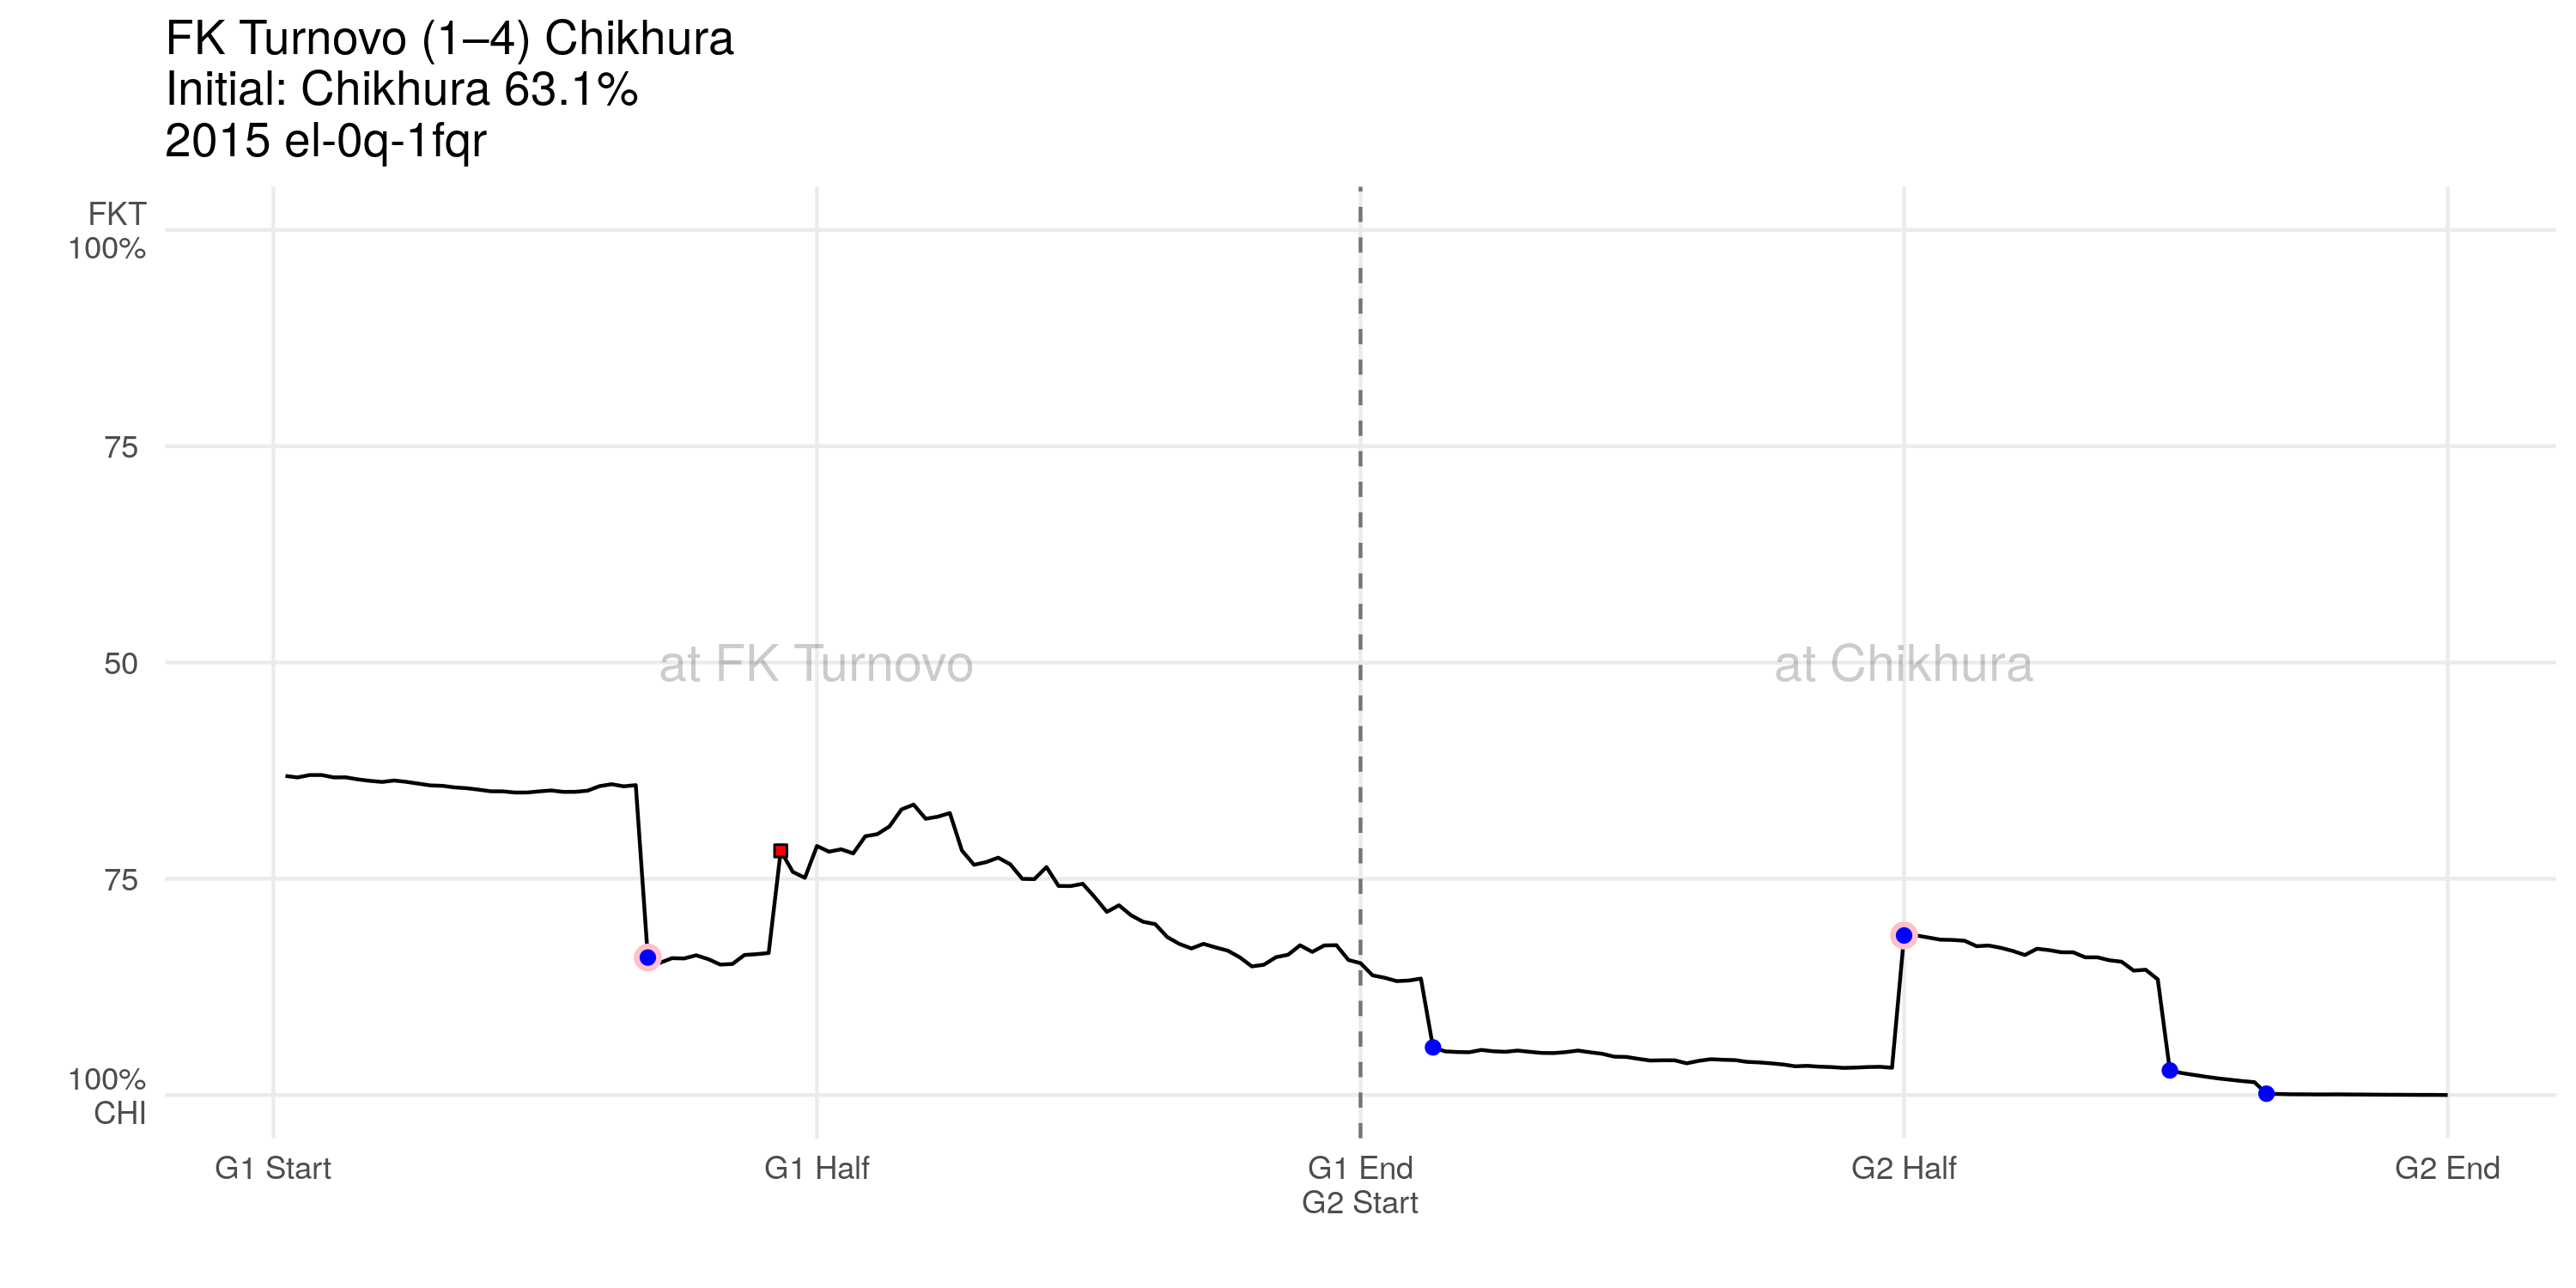 FK Turnovo (1–4) Chikhura
Initial: Chikhura 63.1%
2015 el-0q-1fqr
FKT
100%
75
50
75
100%
CHI
at FK Turnovo
at Chikhura
G1 Start
G1 Half
G1 End
G2 Start
G2 Half
G2 End